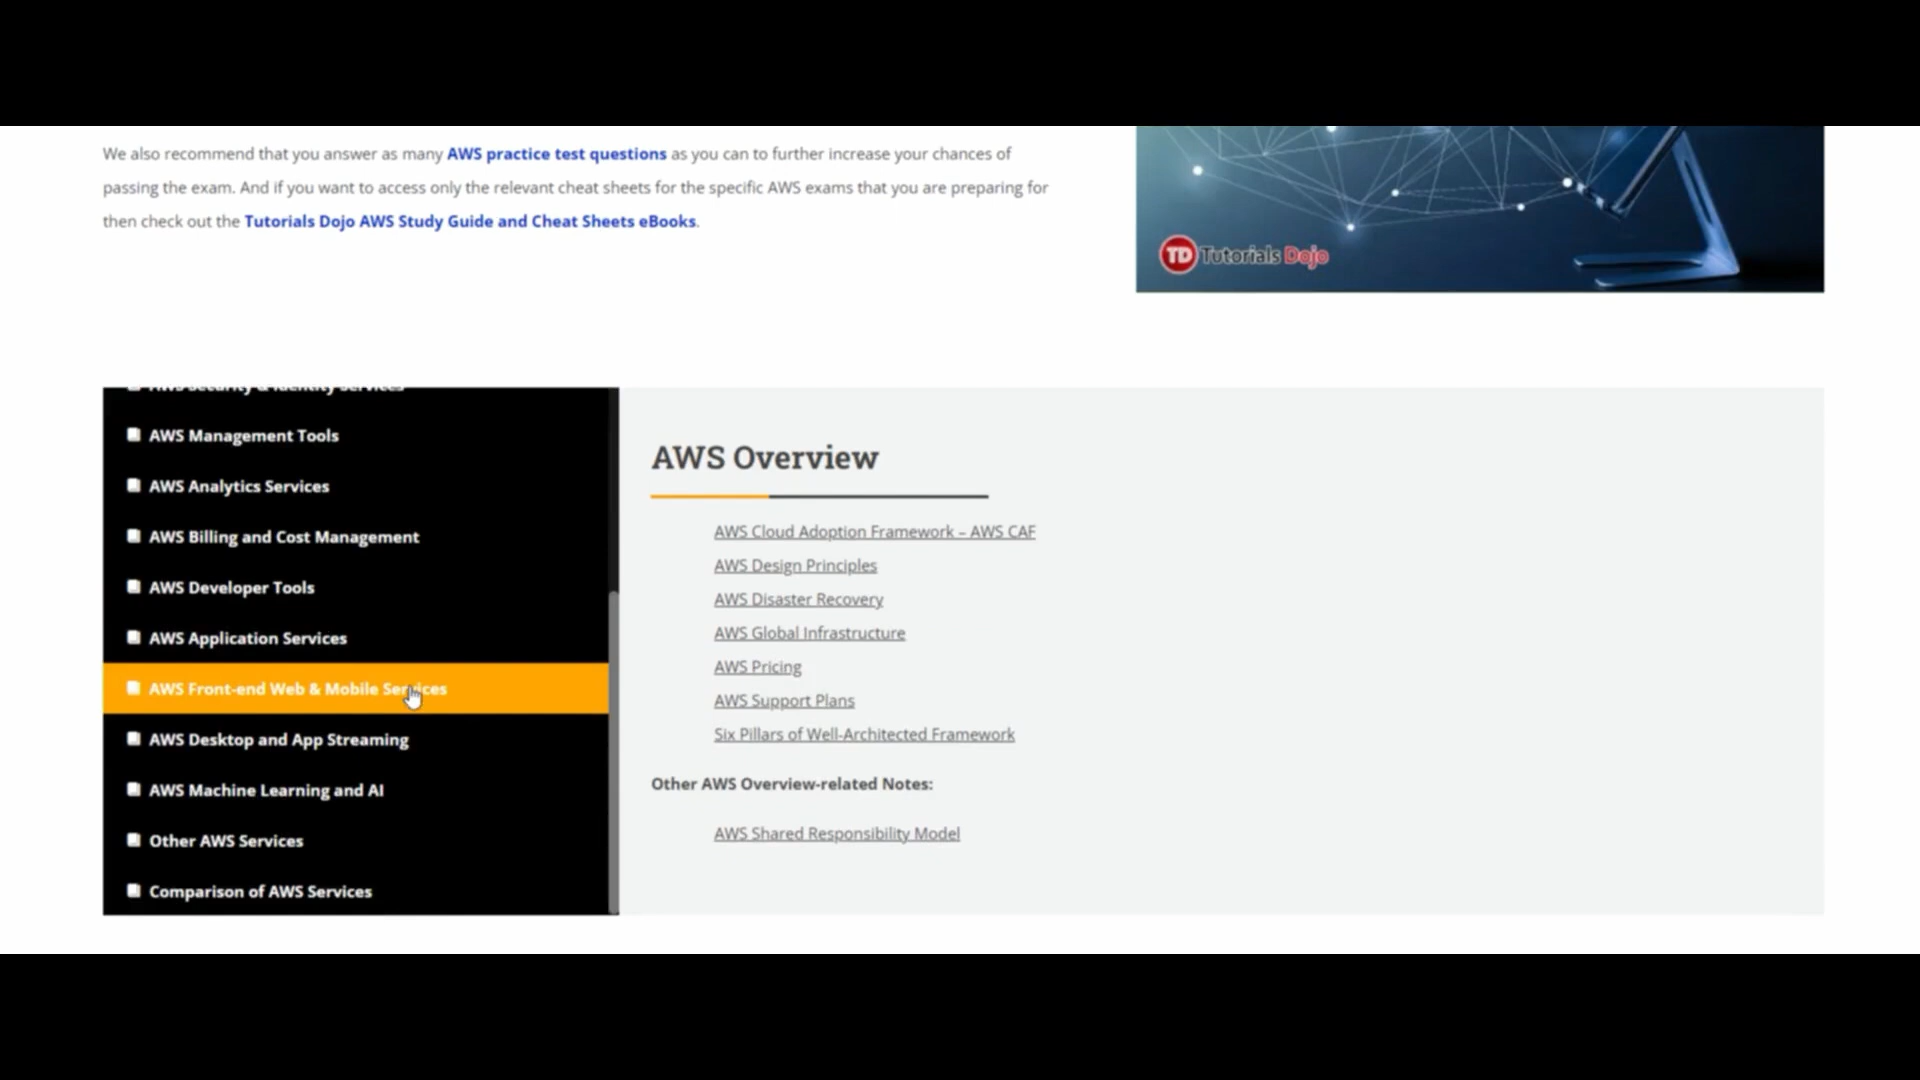 We also recommend that you answer as many AWS practice test questions as you can to further increase your chances of
passing the exam. And if you want to access only the relevant cheat sheets for the specific AWS exams that you are preparing for
then check out the Tutorials Dojo AWS Study Guide and Cheat Sheets eBooks.
TD Tutorials Dojo
AWS Security & Identity Services
AWS Management Tools
AWS Analytics Services
AWS Billing and Cost Management
AWS Developer Tools
AWS Application Services
AWS Front-end Web & Mobile Services
AWS Desktop and App Streaming
AWS Machine Learning and AI
Other AWS Services
Comparison of AWS Services
AWS Overview
AWS Cloud Adoption Framework – AWS CAF
AWS Design Principles
AWS Disaster Recovery
AWS Global Infrastructure
AWS Pricing
AWS Support Plans
Six Pillars of Well-Architected Framework
Other AWS Overview-related Notes:
AWS Shared Responsibility Model